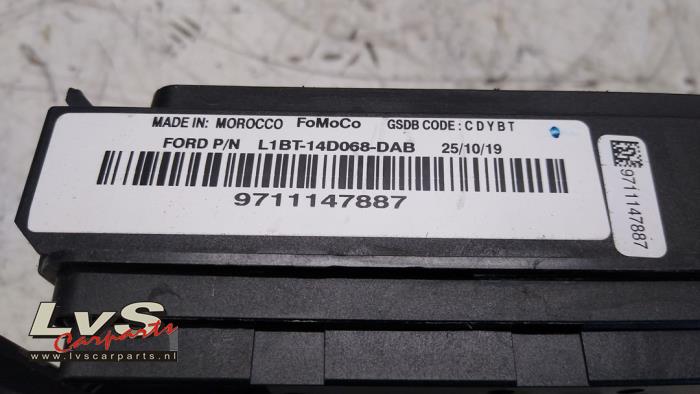 MADE IN: MOROCCO FoMoCo GSDB CODE: CDYBT
FORD P/N L1BT-14D068-DAB 25/10/19
9711147887
9711147887
LvS
Carparts
www.lvscarparts.nl